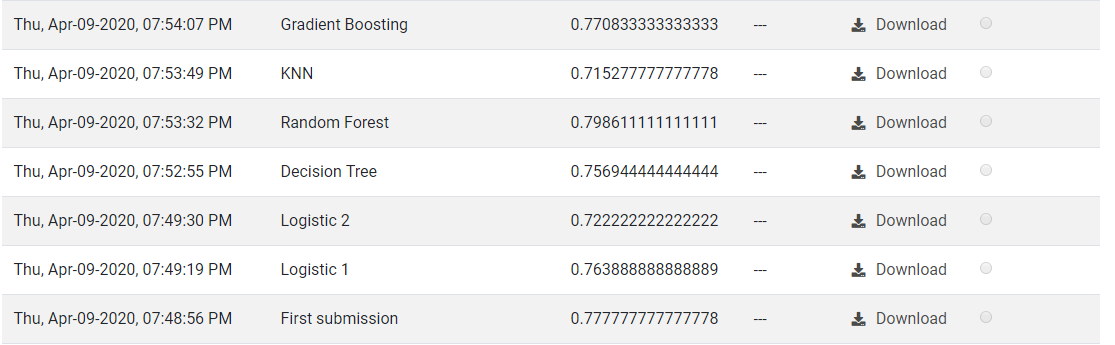 Thu, Apr-09-2020, 07:54:07 PM Gradient Boosting 0.770833333333333 --- Download
Thu, Apr-09-2020, 07:53:49 PM KNN 0.715277777777778 --- Download
Thu, Apr-09-2020, 07:53:32 PM Random Forest 0.798611111111111 --- Download
Thu, Apr-09-2020, 07:52:55 PM Decision Tree 0.756944444444444 --- Download
Thu, Apr-09-2020, 07:49:30 PM Logistic 2 0.722222222222222 --- Download
Thu, Apr-09-2020, 07:49:19 PM Logistic 1 0.763888888888889 --- Download
Thu, Apr-09-2020, 07:48:56 PM First submission 0.777777777777778 --- Download